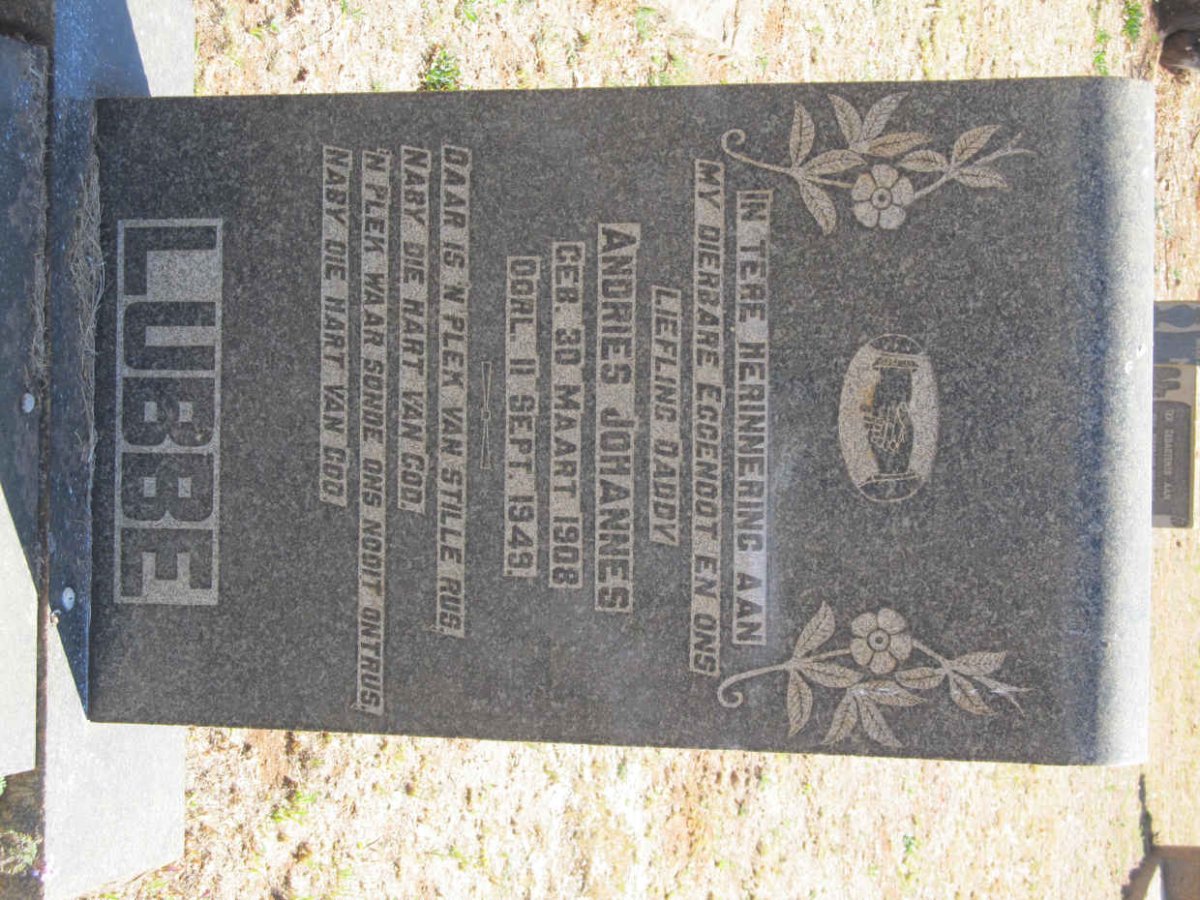 IN TERE HERINNERING AAN
MY DIERBARE EGGENOOT EN ONS
LIEFLING DADDY
ANDRIES JOHANNES
GEB. 30 MAART 1908
OORL. 11 SEPT. 1949.
DAAR IS 'N PLEK VAN STILLE RUS,
NABY DIE HART VAN GOD.
'N PLEK WAAR SONDE ONS NOOIT ONTRUS
NABY DIE HART VAN GOD
LUBBE